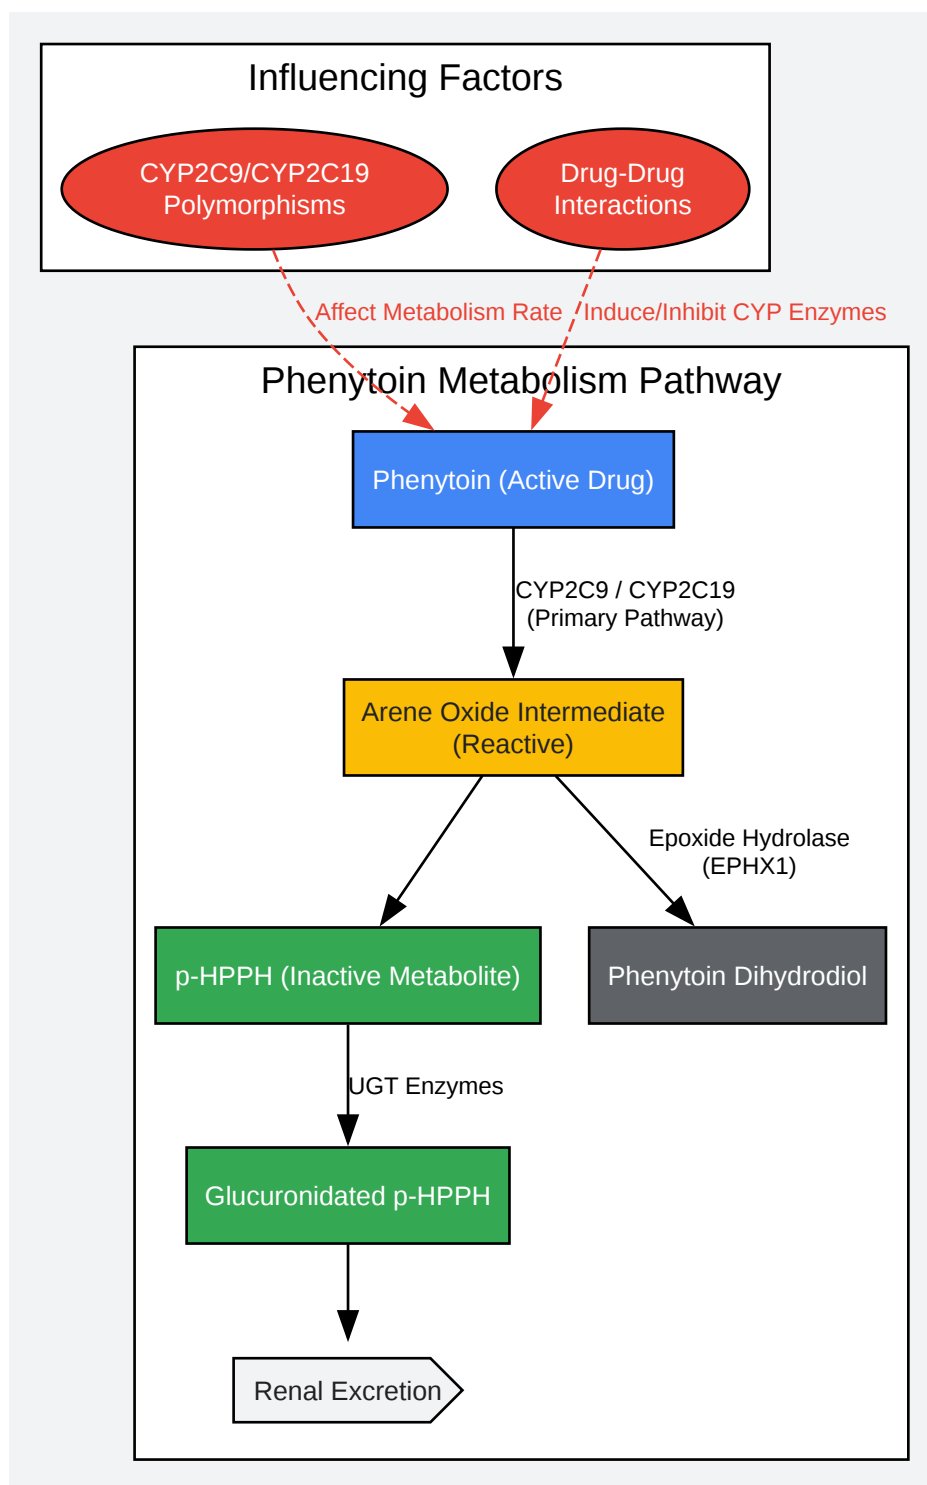 Influencing Factors
CYP2C9/CYP2C19
Polymorphisms
Drug-Drug
Interactions
Affect Metabolism Rate
Induce/Inhibit CYP Enzymes
Phenytoin Metabolism Pathway
Phenytoin (Active Drug)
CYP2C9 / CYP2C19
(Primary Pathway)
Arene Oxide Intermediate
(Reactive)
Epoxide Hydrolase
(EPHX1)
p-HPPH (Inactive Metabolite)
Phenytoin Dihydrodiol
UGT Enzymes
Glucuronidated p-HPPH
Renal Excretion